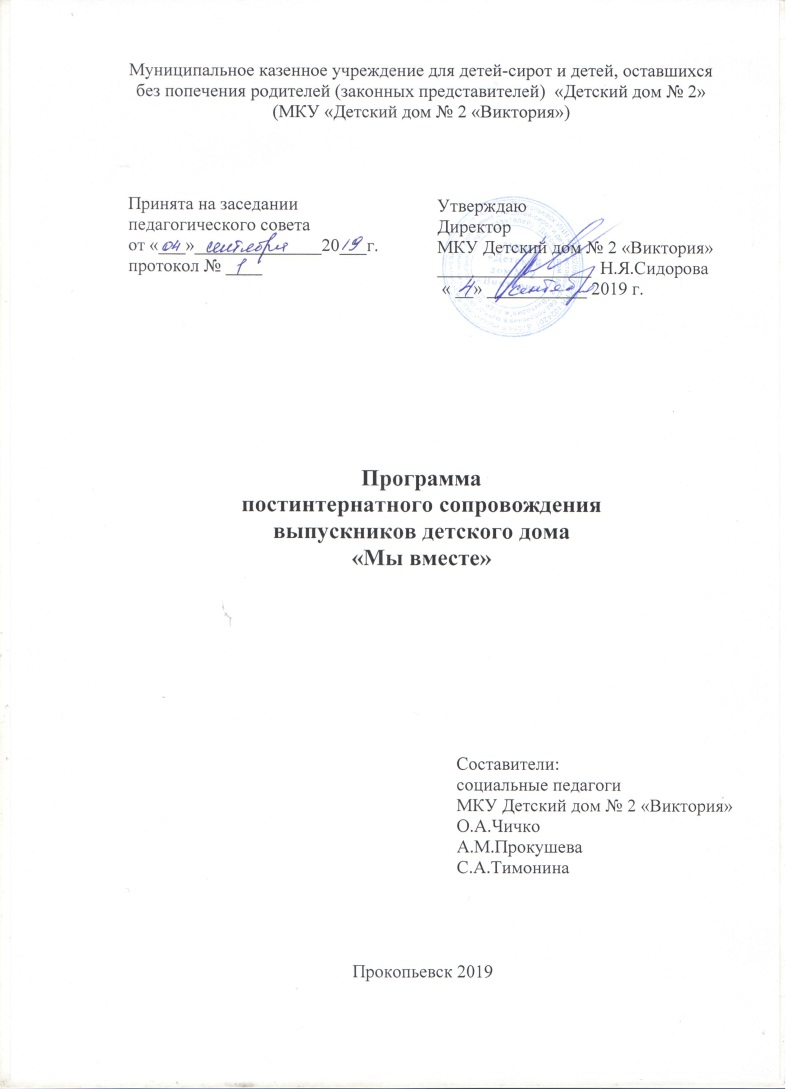 Муниципальное казенное учреждение для детей-сирот и детей, оставшихся
без попечения родителей (законных представителей) «Детский дом № 2»
(МКУ «Детский дом № 2 «Виктория»)
Принята на заседании
педагогического совета
от «04» сентября 2019 г.
протокол № 1
Утверждаю
Директор
МКУ Детский дом № 2 «Виктория»
Н.Я.Сидорова
« 4» сентября 2019 г.
Программа
постинтернатного сопровождения
выпускников детского дома
«Мы вместе»
Составители:
социальные педагоги
МКУ Детский дом № 2 «Виктория»
О.А.Чичко
А.М.Прокушева
С.А.Тимонина
Прокопьевск 2019